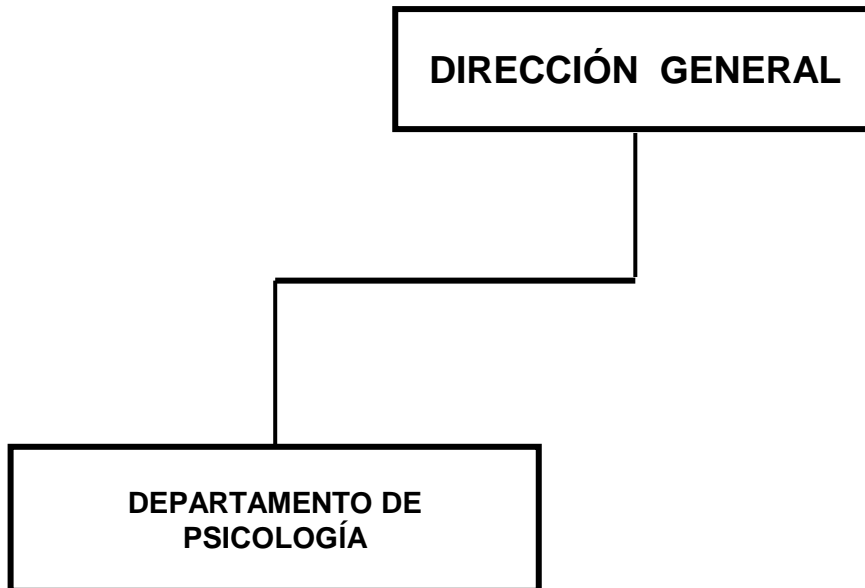 DIRECCIÓN GENERAL
DEPARTAMENTO DE
PSICOLOGÍA